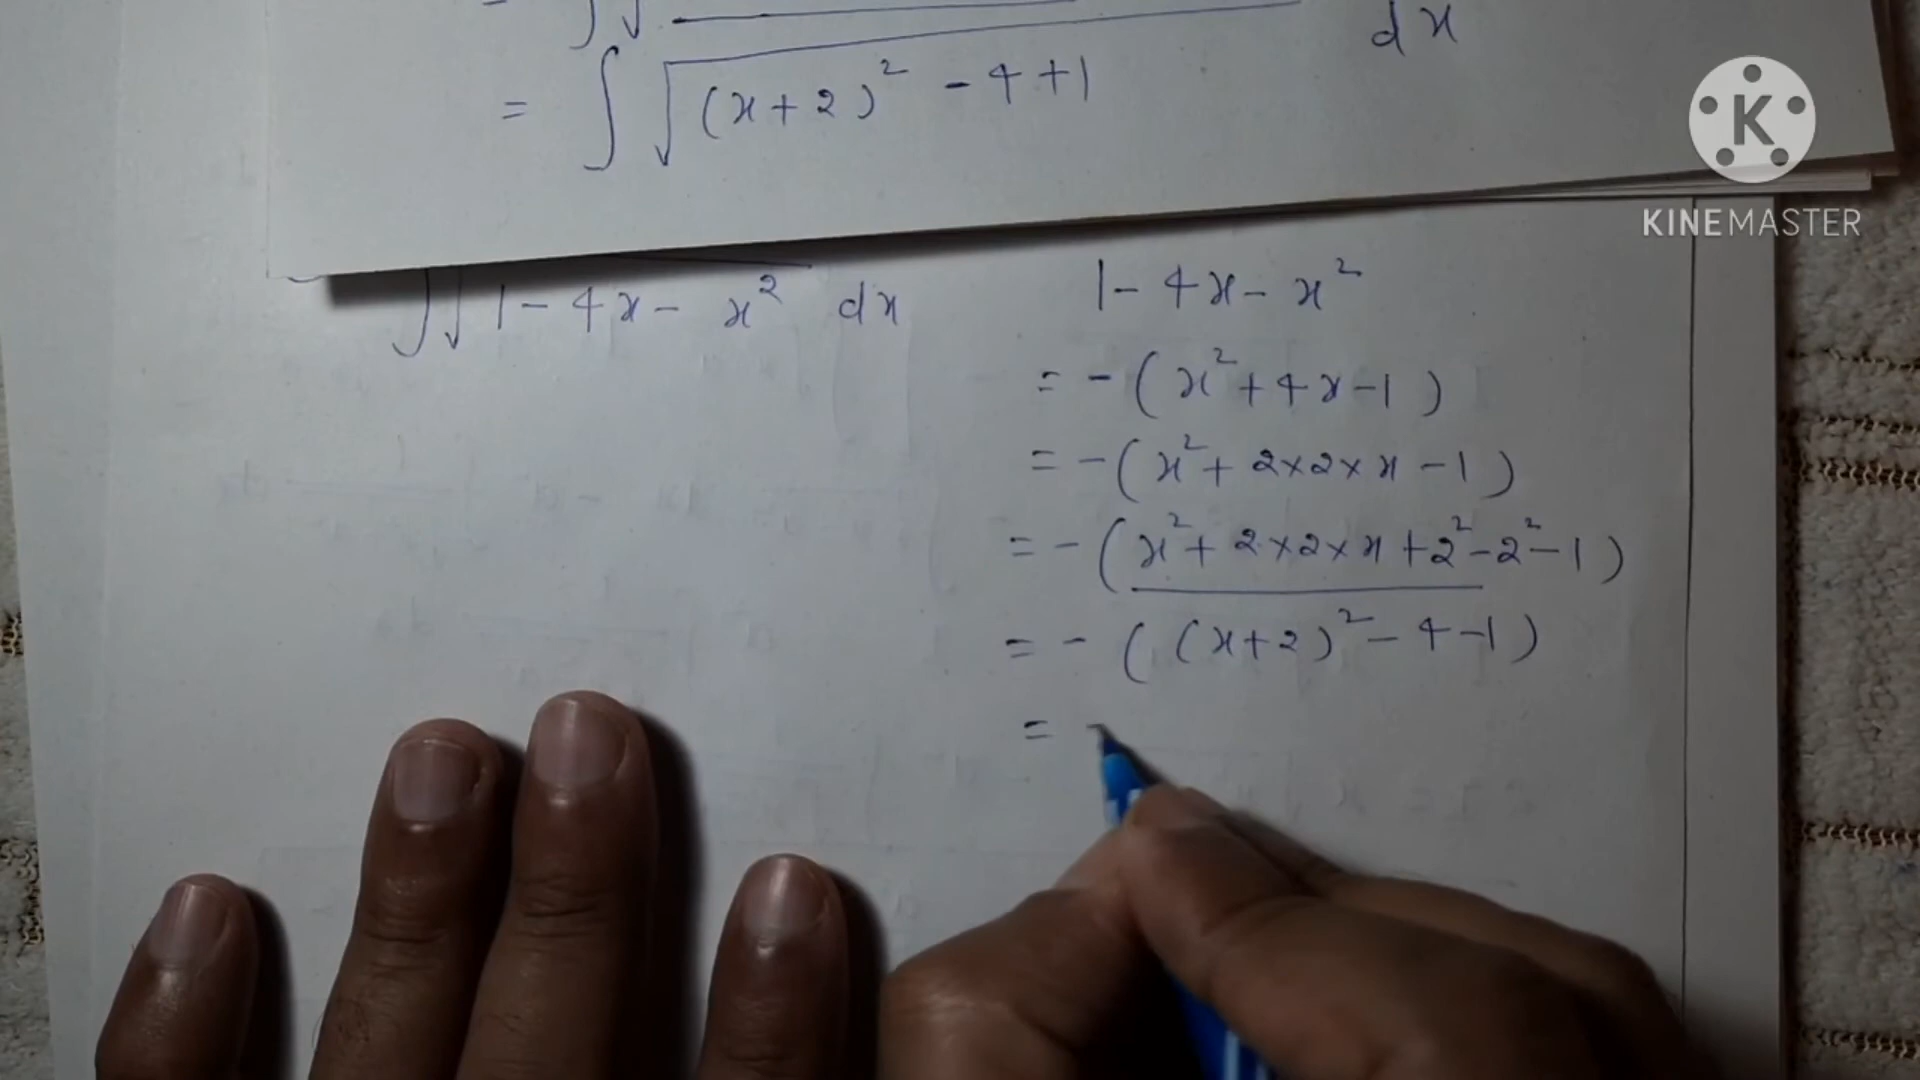 = ∫ √ dx
= ∫ √(x+2)² - 4 + 1
K
KINEMASTER
∫ √1 - 4x - x² dx
1 - 4x - x²
= - (x² + 4x - 1)
= - (x² + 2×2×x - 1)
= - (x² + 2×2×x + 2² - 2² - 1)
= - ((x+2)² - 4 - 1)
= -